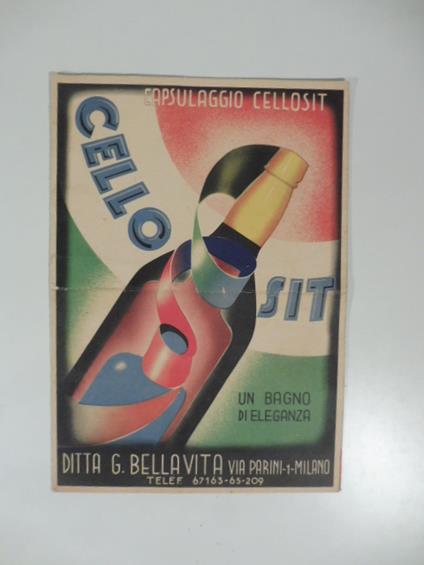 CAPSULAGGIO CELLOSIT
CELLO
SIT
UN BAGNO
DI ELEGANZA
DITTA G. BELLAVITA VIA PARINI-1-MILANO
TELEF. 67163-65-209